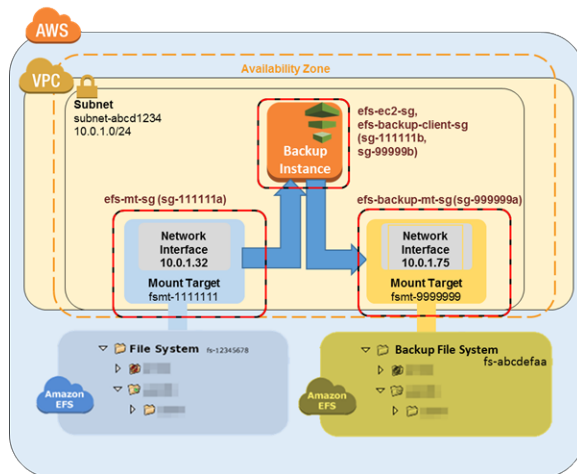 AWS
VPC
Availability Zone
Subnet
subnet-abcd1234
10.0.1.0/24
efs-ec2-sg,
efs-backup-client-sg
(sg-111111b,
sg-99999b)
Backup
Instance
efs-mt-sg (sg-111111a)
efs-backup-mt-sg(sg-999999a)
Network
Interface
10.0.1.32
Mount Target
fsmt-1111111
Network
Interface
10.0.1.75
Mount Target
fsmt-9999999
File System fs-12345678
Amazon
EFS
Backup File System
fs-abcdefaa
Amazon
EFS